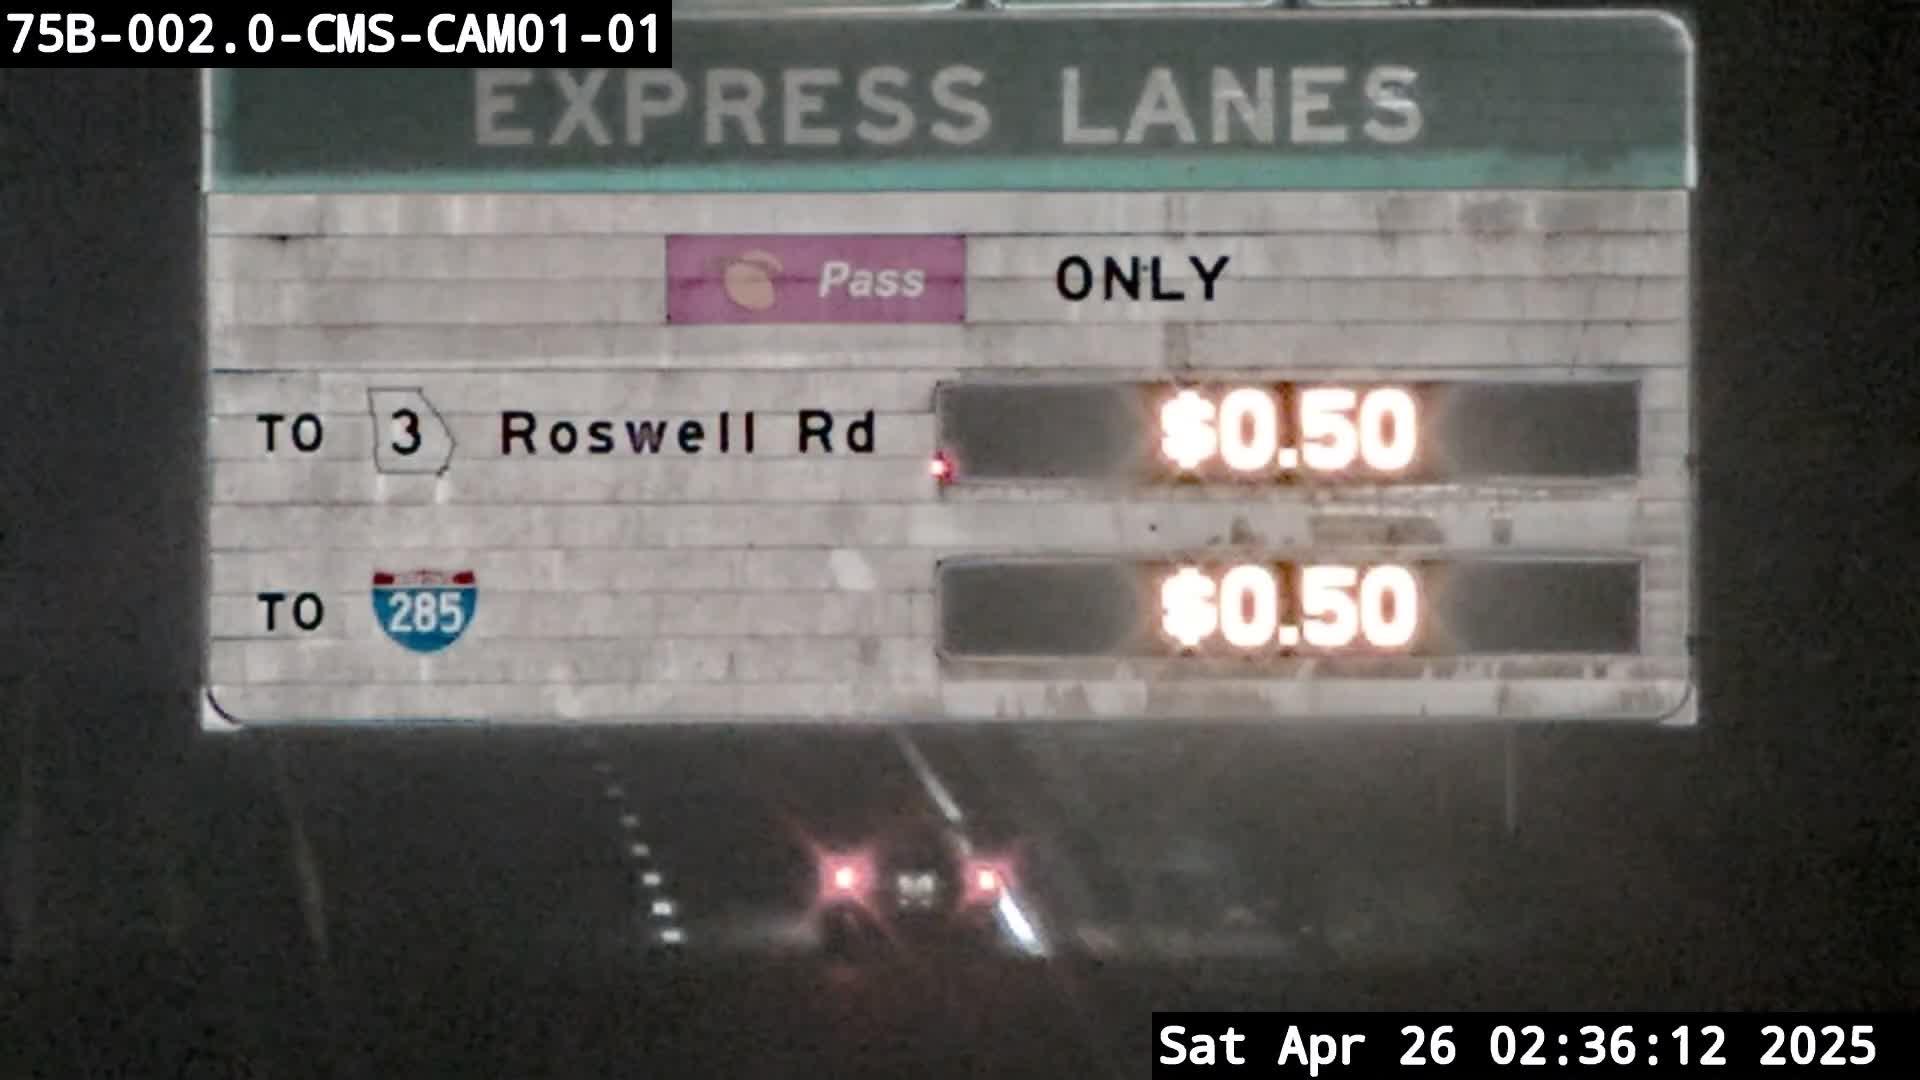 75B-002.0-CMS-CAM01-01
EXPRESS LANES
Pass ONLY
TO 3 Roswell Rd $0.50
TO 285 $0.50
Sat Apr 26 02:36:12 2025